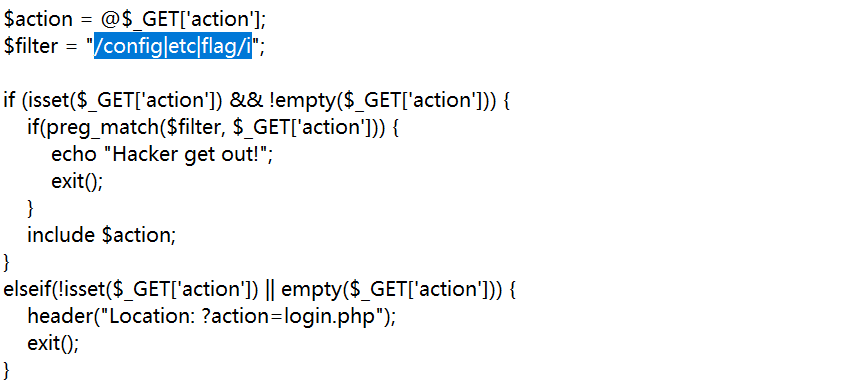 $action = @$_GET['action'];
$filter = "/config|etc|flag/i";
if (isset($_GET['action']) && !empty($_GET['action'])) {
if(preg_match($filter, $_GET['action'])) {
echo "Hacker get out!";
exit();
}
include $action;
}
elseif(!isset($_GET['action']) || empty($_GET['action'])) {
header("Location: ?action=login.php");
exit();
}